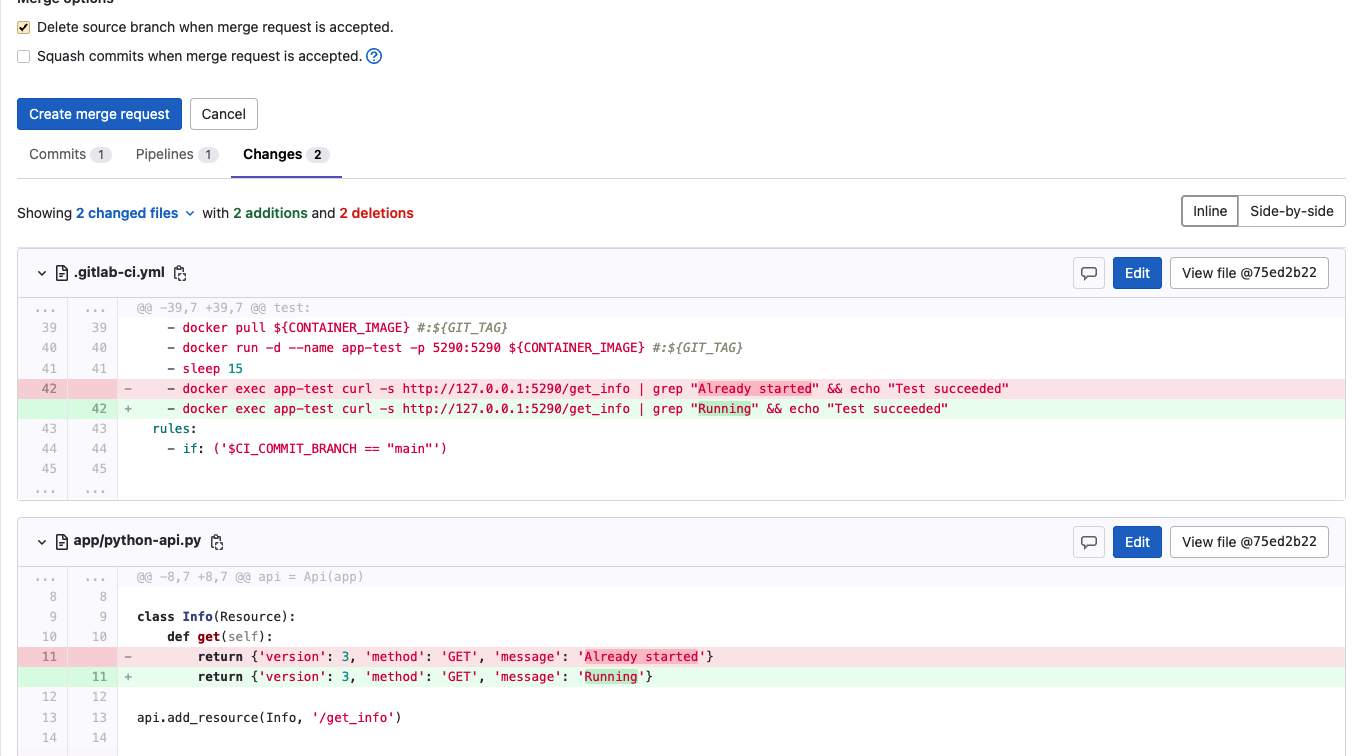 Merge options
Delete source branch when merge request is accepted.
Squash commits when merge request is accepted. ?
Create merge request Cancel
Commits 1 Pipelines 1 Changes 2
Showing 2 changed files with 2 additions and 2 deletions Inline Side-by-side
.gitlab-ci.yml Edit View file @75ed2b22
... ... @@ -39,7 +39,7 @@ test:
39 39 - docker pull ${CONTAINER_IMAGE} #:${GIT_TAG}
40 40 - docker run -d --name app-test -p 5290:5290 ${CONTAINER_IMAGE} #:${GIT_TAG}
41 41 - sleep 15
42 - - docker exec app-test curl -s http://127.0.0.1:5290/get_info | grep "Already started" && echo "Test succeeded"
42 + - docker exec app-test curl -s http://127.0.0.1:5290/get_info | grep "Running" && echo "Test succeeded"
43 43 rules:
44 44 - if: ('$CI_COMMIT_BRANCH == "main"')
45 45
... ...
app/python-api.py Edit View file @75ed2b22
... ... @@ -8,7 +8,7 @@ api = Api(app)
8 8
9 9 class Info(Resource):
10 10 def get(self):
11 - return {'version': 3, 'method': 'GET', 'message': 'Already started'}
11 + return {'version': 3, 'method': 'GET', 'message': 'Running'}
12 12
13 13 api.add_resource(Info, '/get_info')
14 14